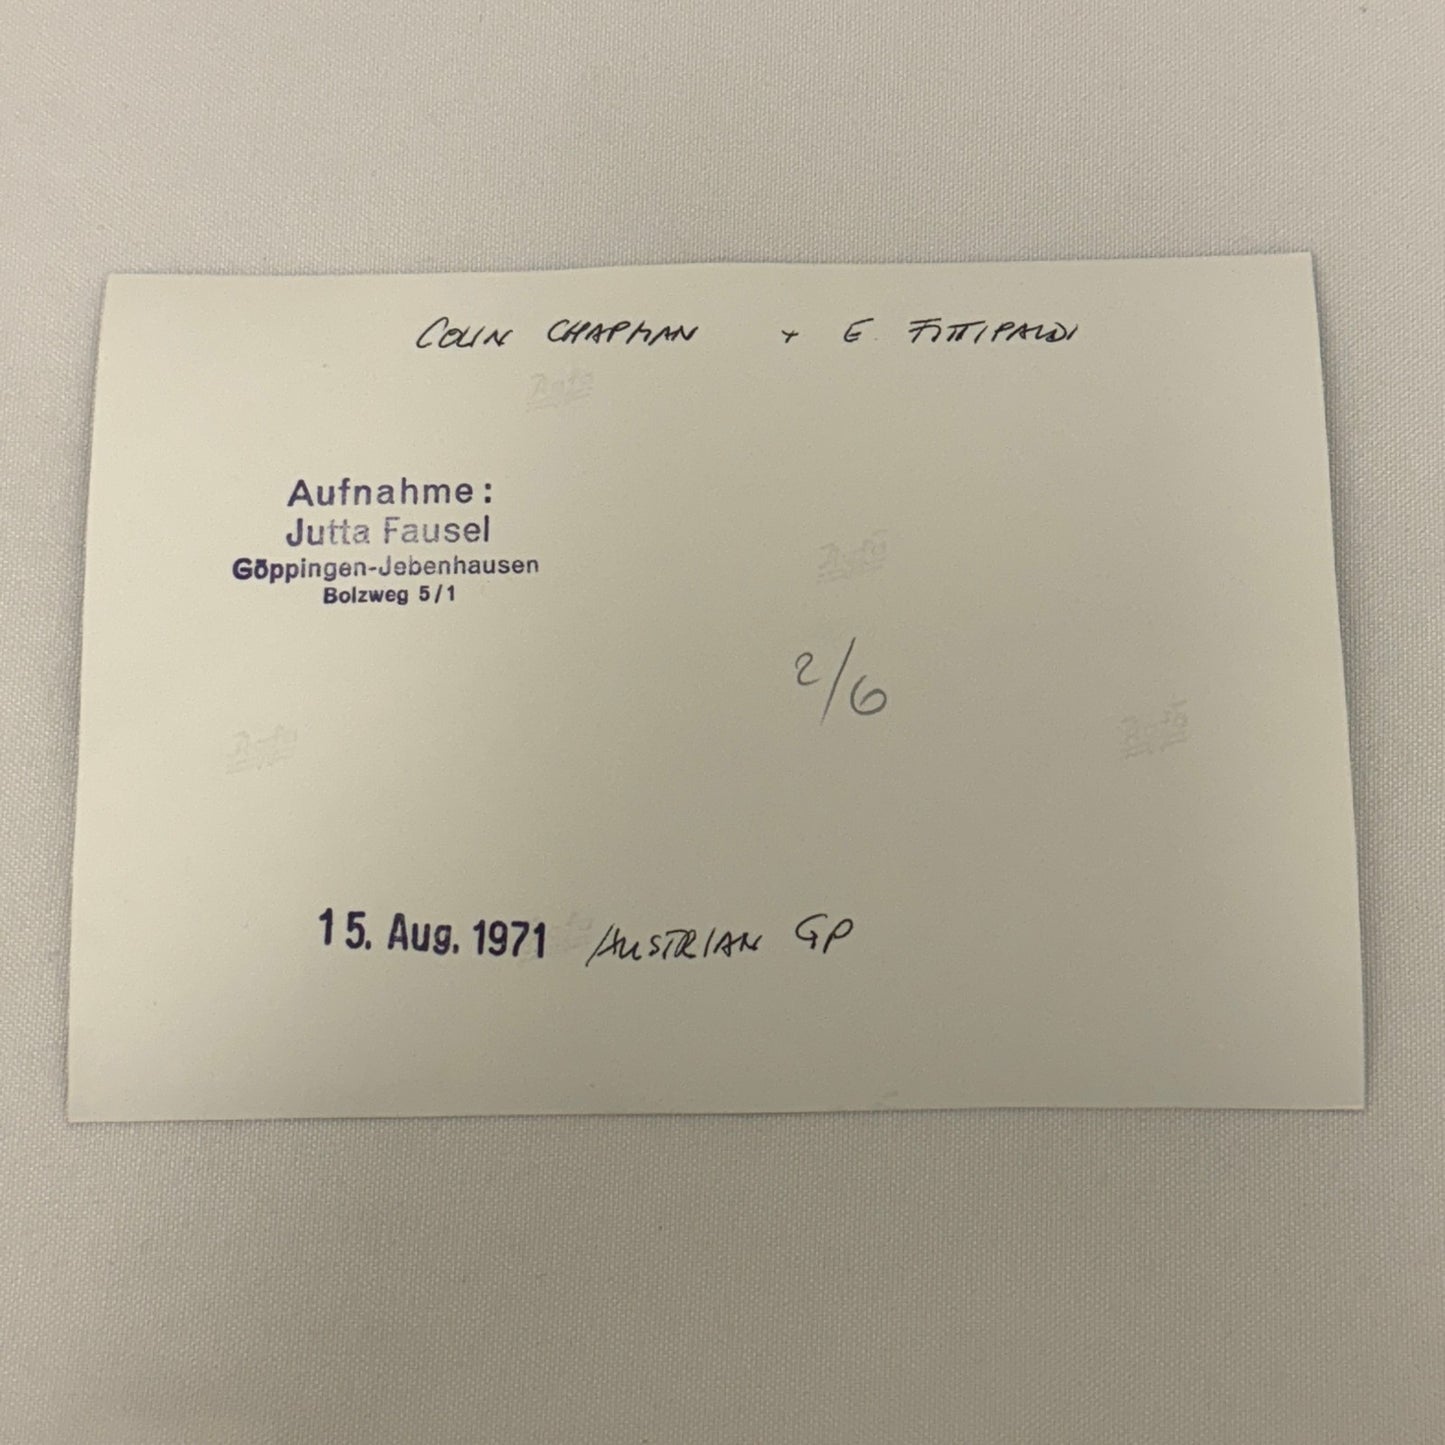 COLIN CHAPMAN + E. FITTIPALDI
Aufnahme:
Jutta Fausel
Göppingen-Jebenhausen
Bolzweg 5/1
2/6
15. Aug. 1971 AUSTRIAN GP